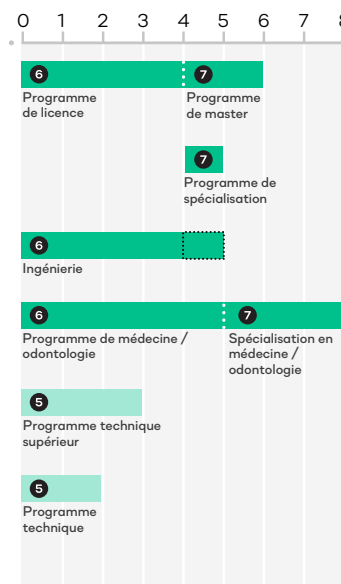 0 1 2 3 4 5 6 7 8
6 7
Programme
de licence
Programme
de master
7
Programme de
spécialisation
6
Ingénierie
6 7
Programme de médecine /
odontologie
Spécialisation en
médecine /
odontologie
5
Programme technique
supérieur
5
Programme
technique